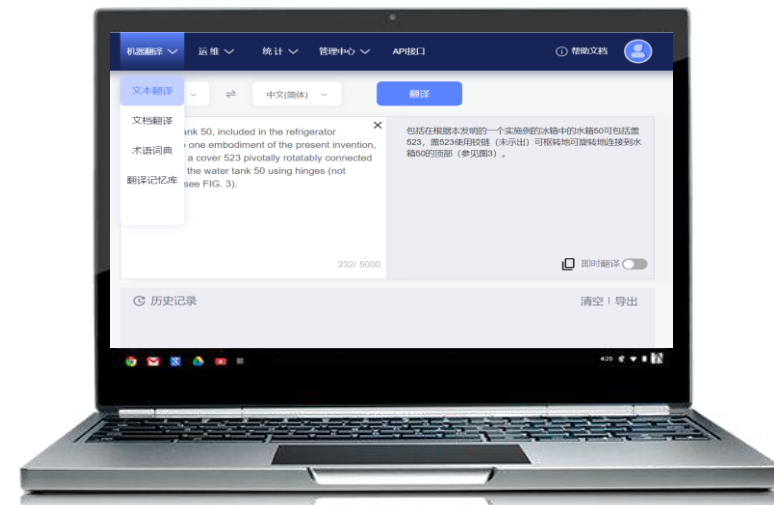 机器翻译 运维 统计 管理中心 API接口 帮助文档
文本翻译 中文(简体) 翻译
文档翻译
术语词典
翻译记忆库
ank 50, included in the refrigerator
one embodiment of the present invention,
a cover 523 pivotally rotatably connected
the water tank 50 using hinges (not
see FIG. 3).
232/ 5000
包括在根据本发明的一个实施例的冰箱中的水箱50可包括盖
523，盖523使用铰链（未示出）可枢转地可旋转地连接到水
箱50的顶部（参见图3）。
即时翻译
历史记录 清空 | 导出